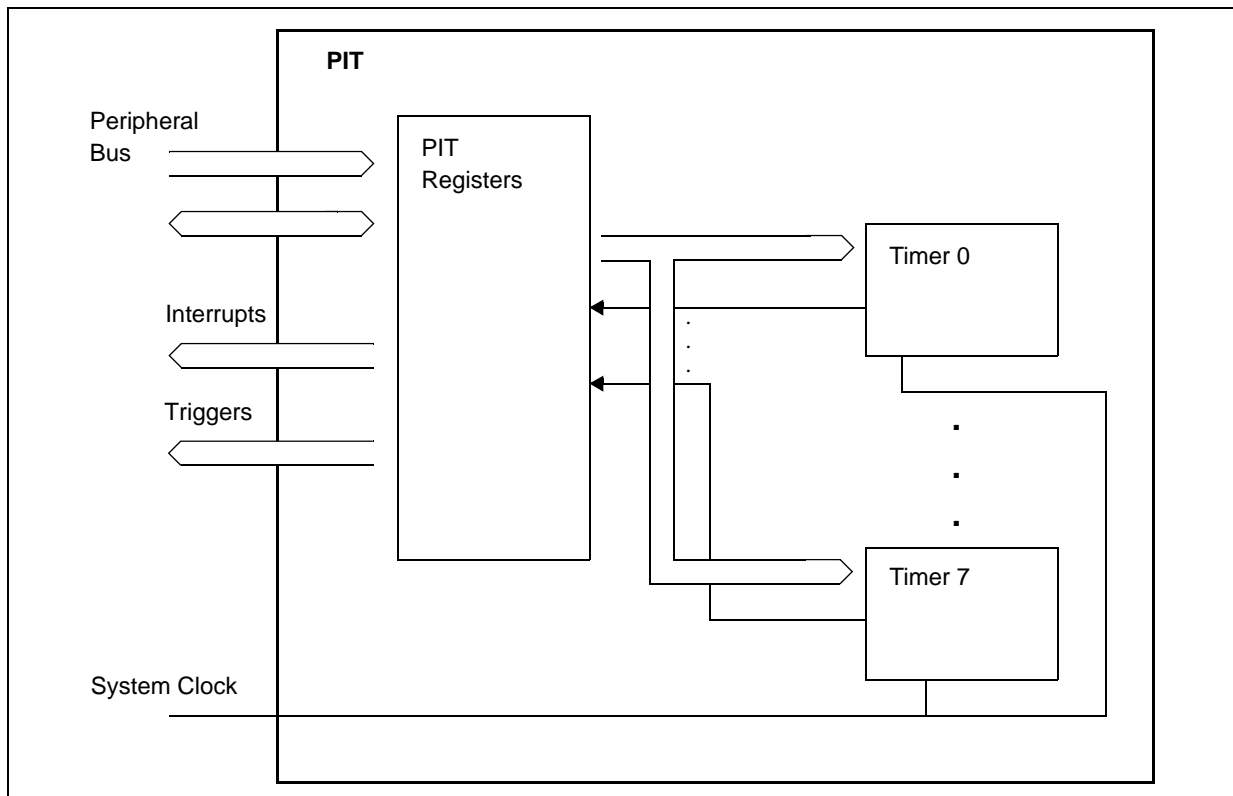 PIT
Peripheral
Bus
PIT
Registers
Timer 0
Interrupts
Triggers
Timer 7
System Clock